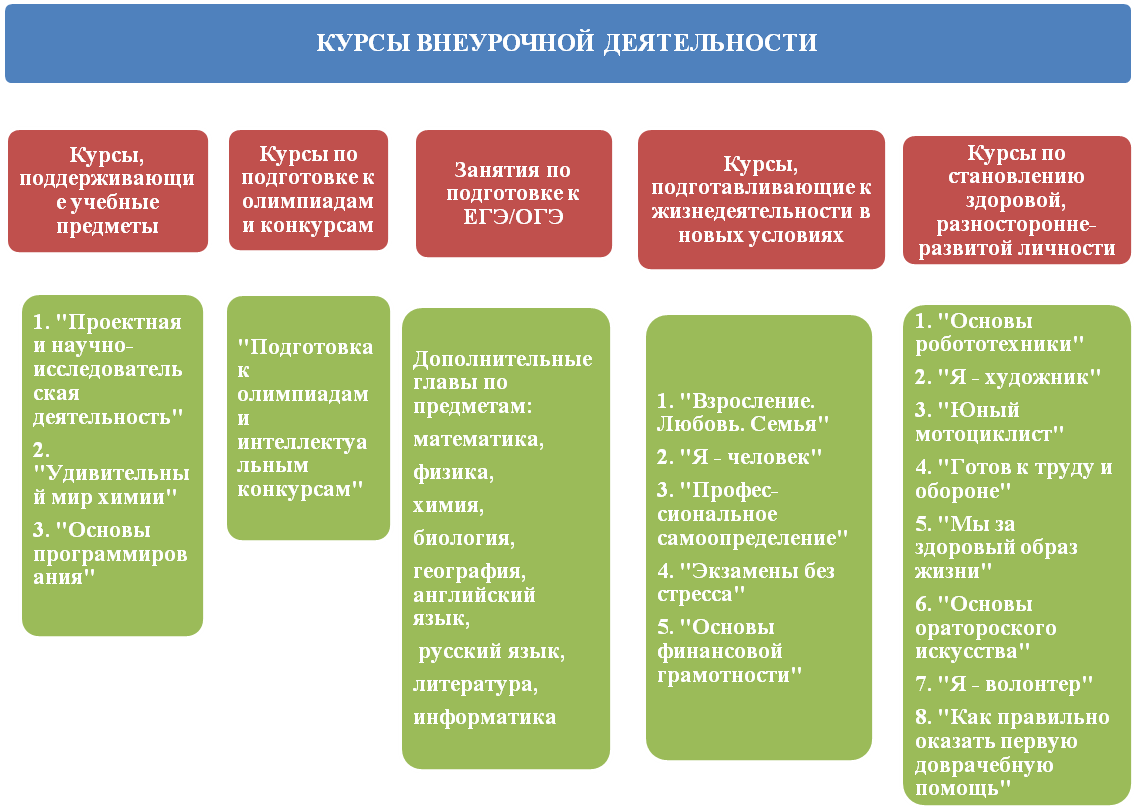 КУРСЫ ВНЕУРОЧНОЙ ДЕЯТЕЛЬНОСТИ
Курсы,
поддерживающи
е учебные
предметы
Курсы по
подготовке к
олимпиадам
и конкурсам
Занятия по
подготовке к
ЕГЭ/ОГЭ
Курсы,
подготавливающие к
жизнедеятельности в
новых условиях
Курсы по
становлению
здоровой,
разносторонне-
развитой личности
1. "Проектная
и научно-
исследователь
ская
деятельность"
2.
"Удивительны
й мир химии"
3. "Основы
программиров
ания"
"Подготовка
к
олимпиадам
и
интеллектуа
льным
конкурсам"
Дополнительные
главы по
предметам:
математика,
физика,
химия,
биология,
география,
английский
язык,
русский язык,
литература,
информатика
1. "Взросление.
Любовь. Семья"
2. "Я - человек"
3. "Профес-
сиональное
самоопределение"
4. "Экзамены без
стресса"
5. "Основы
финансовой
грамотности"
1. "Основы
робототехники"
2. "Я - художник"
3. "Юный
мотоциклист"
4. "Готов к труду и
обороне"
5. "Мы за
здоровый образ
жизни"
6. "Основы
ораторо​ского
искусства"
7. "Я - волонтер"
8. "Как правильно
оказать первую
доврачебную
помощь"